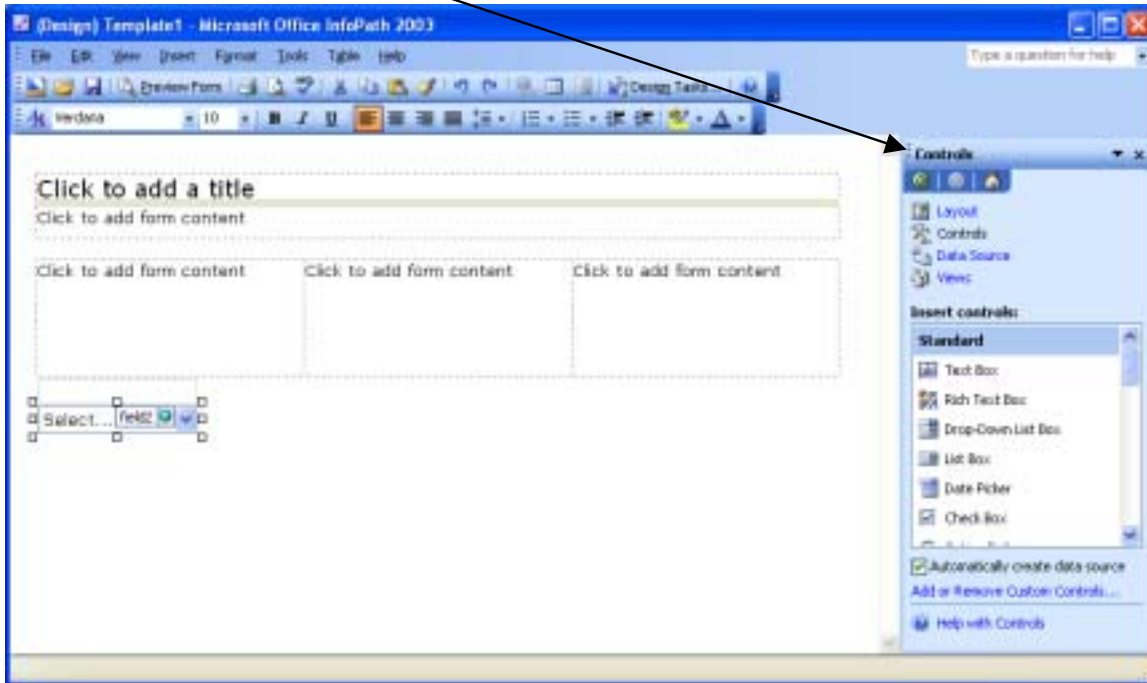 (Design) Template1 - Microsoft Office InfoPath 2003
File Edit View Insert Format Tools Table Help
Type a question for help
Preview Form Design Tasks
Verdana 10 B I U A
Controls
Click to add a title
Click to add form content
Layout
Controls
Data Source
Views
Click to add form content Click to add form content Click to add form content
Insert controls:
Standard
Text Box
Rich Text Box
Drop-Down List Box
List Box
Date Picker
Check Box
Select... field2
Automatically create data source
Add or Remove Custom Controls...
Help with Controls